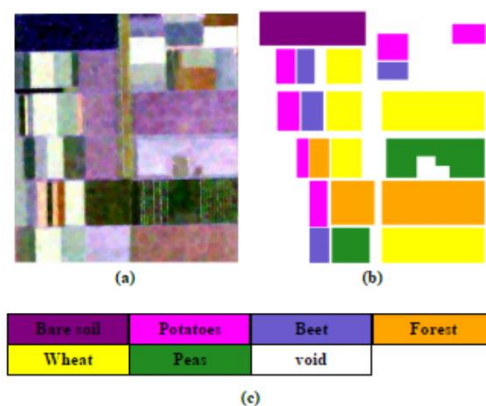 (a) (b)
Bare soil Potatoes Beet Forest
Wheat Peas void
(c)